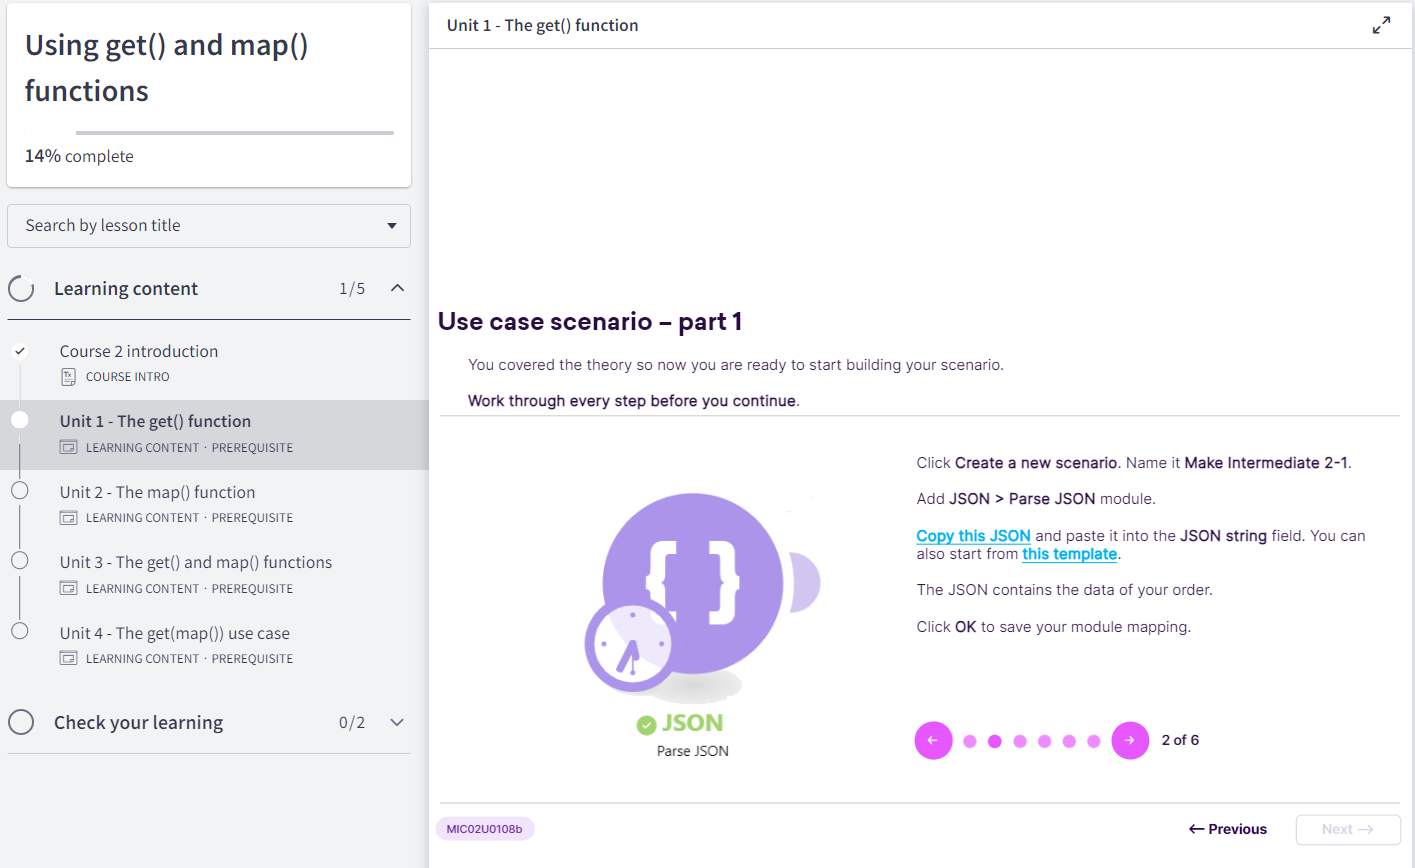 Using get() and map()
functions
14% complete
Search by lesson title
Learning content 1/5
Course 2 introduction
COURSE INTRO
Unit 1 - The get() function
LEARNING CONTENT · PREREQUISITE
Unit 2 - The map() function
LEARNING CONTENT · PREREQUISITE
Unit 3 - The get() and map() functions
LEARNING CONTENT · PREREQUISITE
Unit 4 - The get(map()) use case
LEARNING CONTENT · PREREQUISITE
Check your learning 0/2
Unit 1 - The get() function
Use case scenario – part 1
You covered the theory so now you are ready to start building your scenario.
Work through every step before you continue.
{ }
JSON
Parse JSON
Click Create a new scenario. Name it Make Intermediate 2-1.
Add JSON > Parse JSON module.
Copy this JSON and paste it into the JSON string field. You can
also start from this template.
The JSON contains the data of your order.
Click OK to save your module mapping.
← → 2 of 6
MIC02U0108b
← Previous Next →